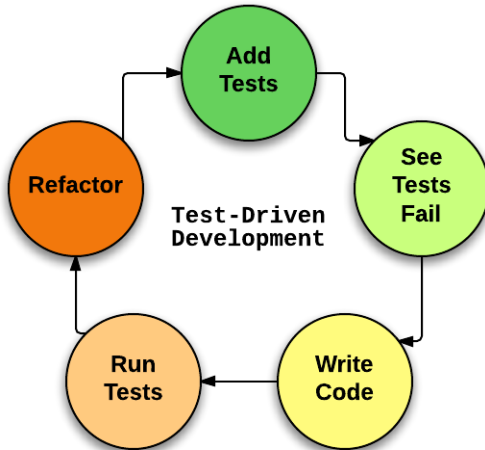 Add
Tests
See
Tests
Fail
Write
Code
Run
Tests
Refactor
Test-Driven
Development